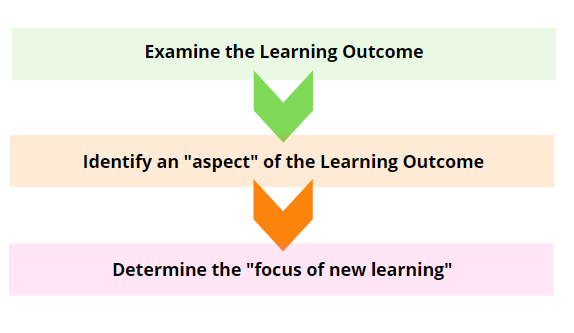 Examine the Learning Outcome
Identify an "aspect" of the Learning Outcome
Determine the "focus of new learning"